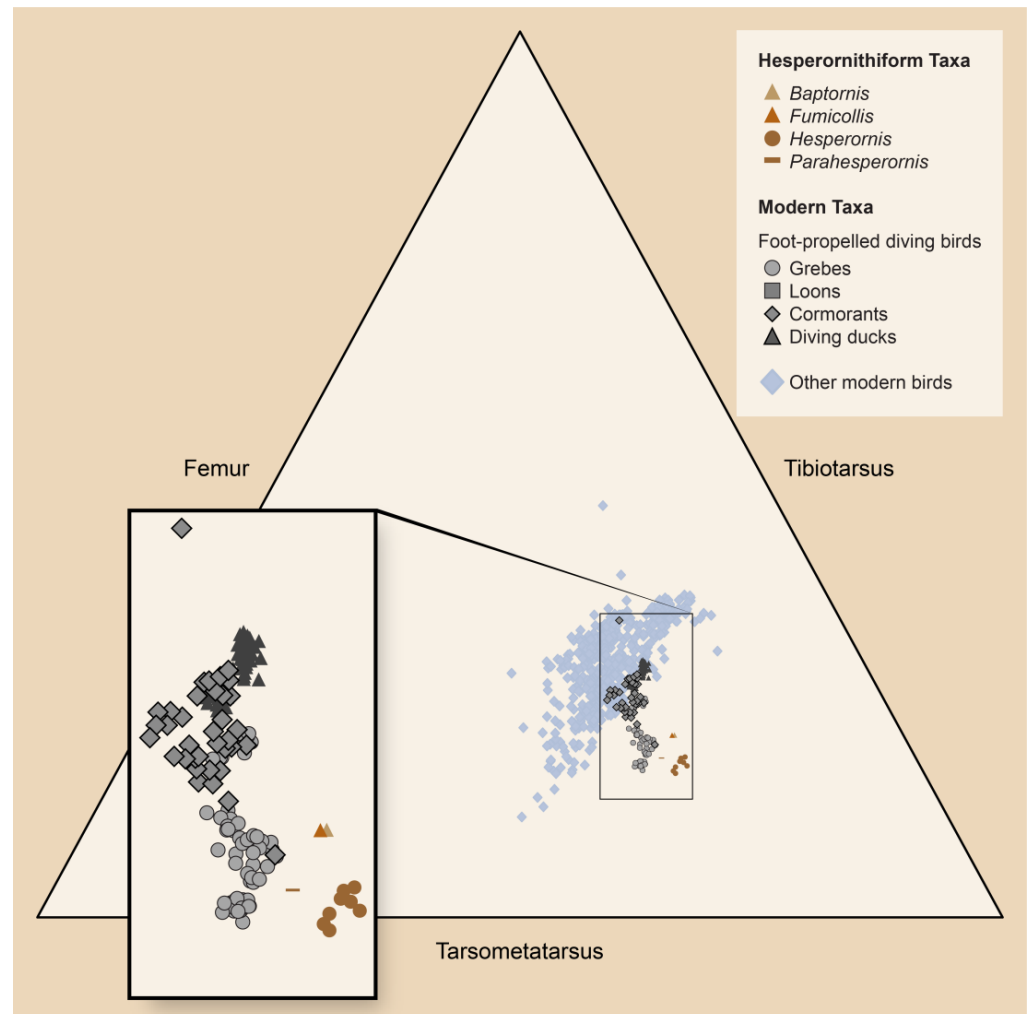 Hesperornithiform Taxa
Baptornis
Fumicollis
Hesperornis
Parahesperornis
Modern Taxa
Foot-propelled diving birds
Grebes
Loons
Cormorants
Diving ducks
Other modern birds
Femur
Tibiotarsus
Tarsometatarsus